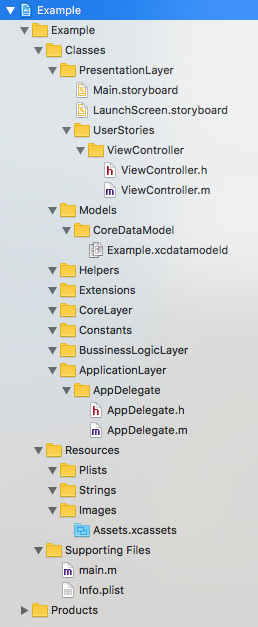 Example
Example
Classes
PresentationLayer
Main.storyboard
LaunchScreen.storyboard
UserStories
ViewController
h ViewController.h
m ViewController.m
Models
CoreDataModel
Example.xcdatamodeld
Helpers
Extensions
CoreLayer
Constants
BussinessLogicLayer
ApplicationLayer
AppDelegate
h AppDelegate.h
m AppDelegate.m
Resources
Plists
Strings
Images
Assets.xcassets
Supporting Files
m main.m
Info.plist
Products